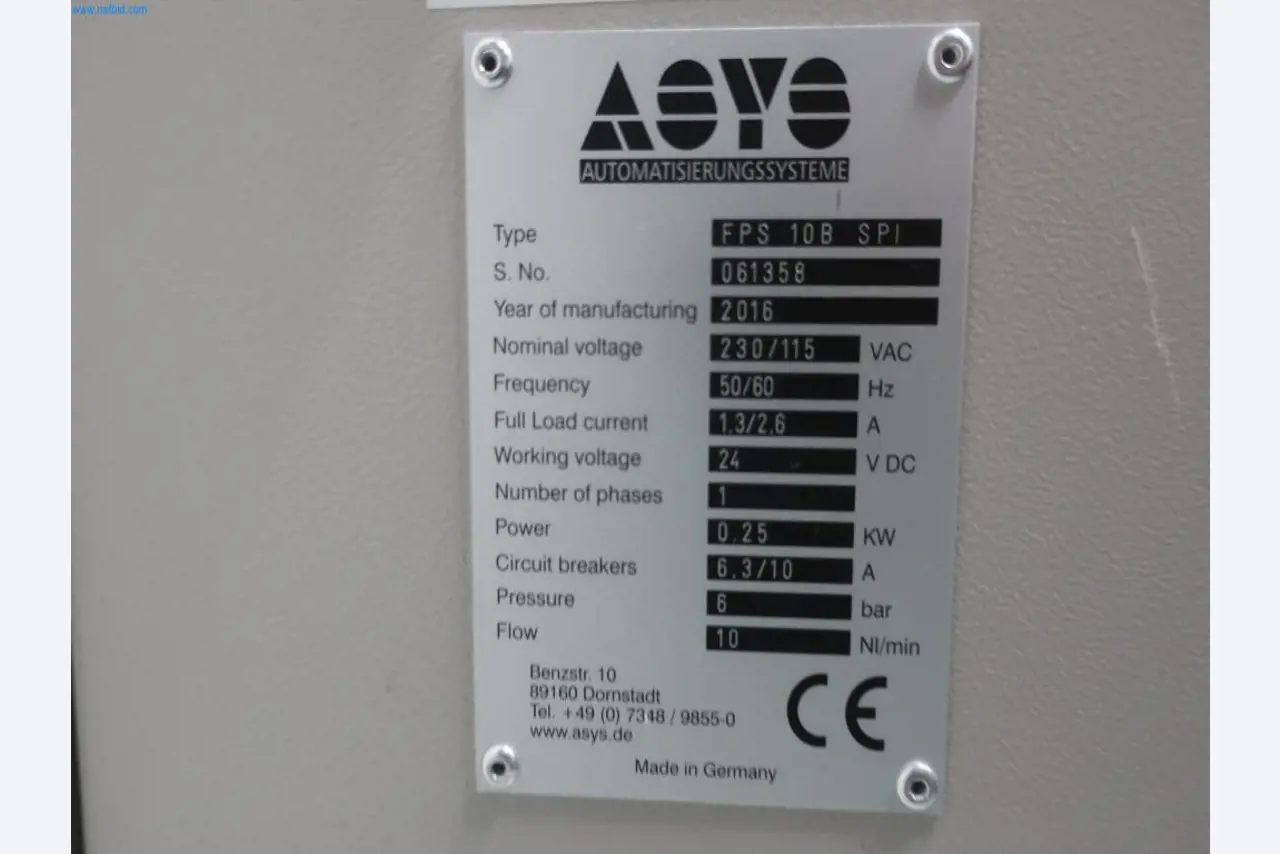 www.netbid.com
ASYS
AUTOMATISIERUNGSSYSTEME
Type FPS 10B SPI
S. No. 061358
Year of manufacturing 2016
Nominal voltage 230/115 VAC
Frequency 50/60 Hz
Full Load current 1.3/2.6 A
Working voltage 24 V DC
Number of phases 1
Power 0.25 KW
Circuit breakers 6.3/10 A
Pressure 6 bar
Flow 10 Nl/min
Benzstr. 10
89160 Dornstadt
Tel. +49 (0) 7348 / 9855-0
www.asys.de
CE
Made in Germany